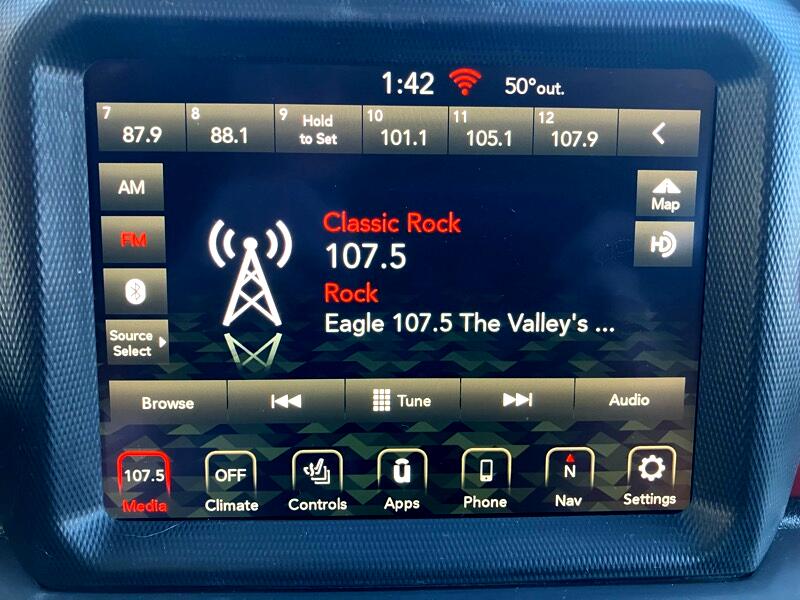 1:42 50°out.
7 87.9
8 88.1
9 Hold
to Set
10 101.1
11 105.1
12 107.9
AM
FM
Source
Select
Classic Rock
107.5
Rock
Eagle 107.5 The Valley's ...
Map
HD
Browse
Tune
Audio
107.5
Media
OFF
Climate
Controls
Apps
Phone
N
Nav
Settings